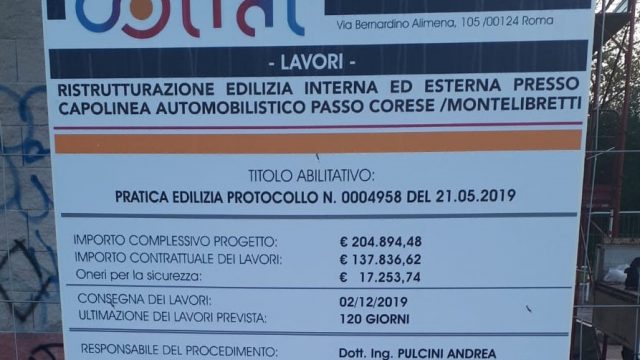 Via Bernardino Alimena, 105 /00124 Roma
- LAVORI -
RISTRUTTURAZIONE EDILIZIA INTERNA ED ESTERNA PRESSO
CAPOLINEA AUTOMOBILISTICO PASSO CORESE /MONTELIBRETTI
TITOLO ABILITATIVO:
PRATICA EDILIZIA PROTOCOLLO N. 0004958 DEL 21.05.2019
IMPORTO COMPLESSIVO PROGETTO: € 204.894,48
IMPORTO CONTRATTUALE DEI LAVORI: € 137.836,62
Oneri per la sicurezza: € 17.253,74
CONSEGNA DEI LAVORI: 02/12/2019
ULTIMAZIONE DEI LAVORI PREVISTA: 120 GIORNI
RESPONSABILE DEL PROCEDIMENTO: Dott. Ing. PULCINI ANDREA